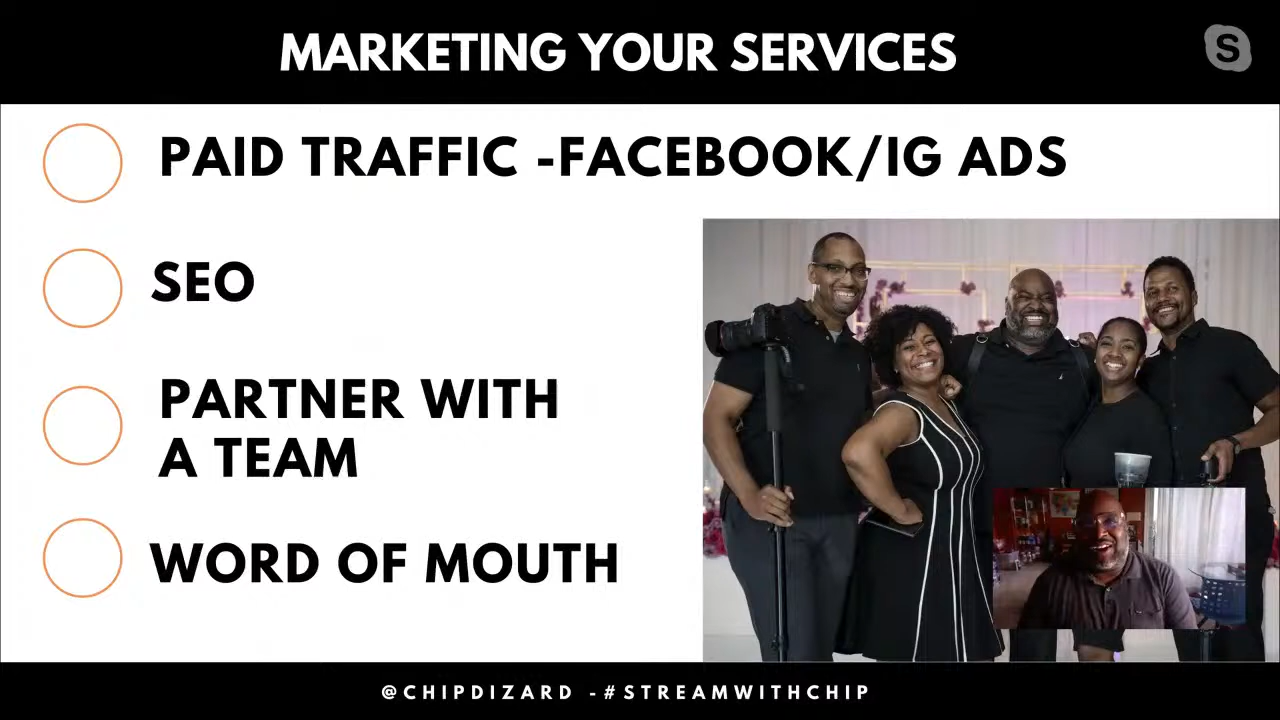 MARKETING YOUR SERVICES
S
PAID TRAFFIC -FACEBOOK/IG ADS
SEO
PARTNER WITH
A TEAM
WORD OF MOUTH
@CHIPDIZARD -#STREAMWITHCHIP